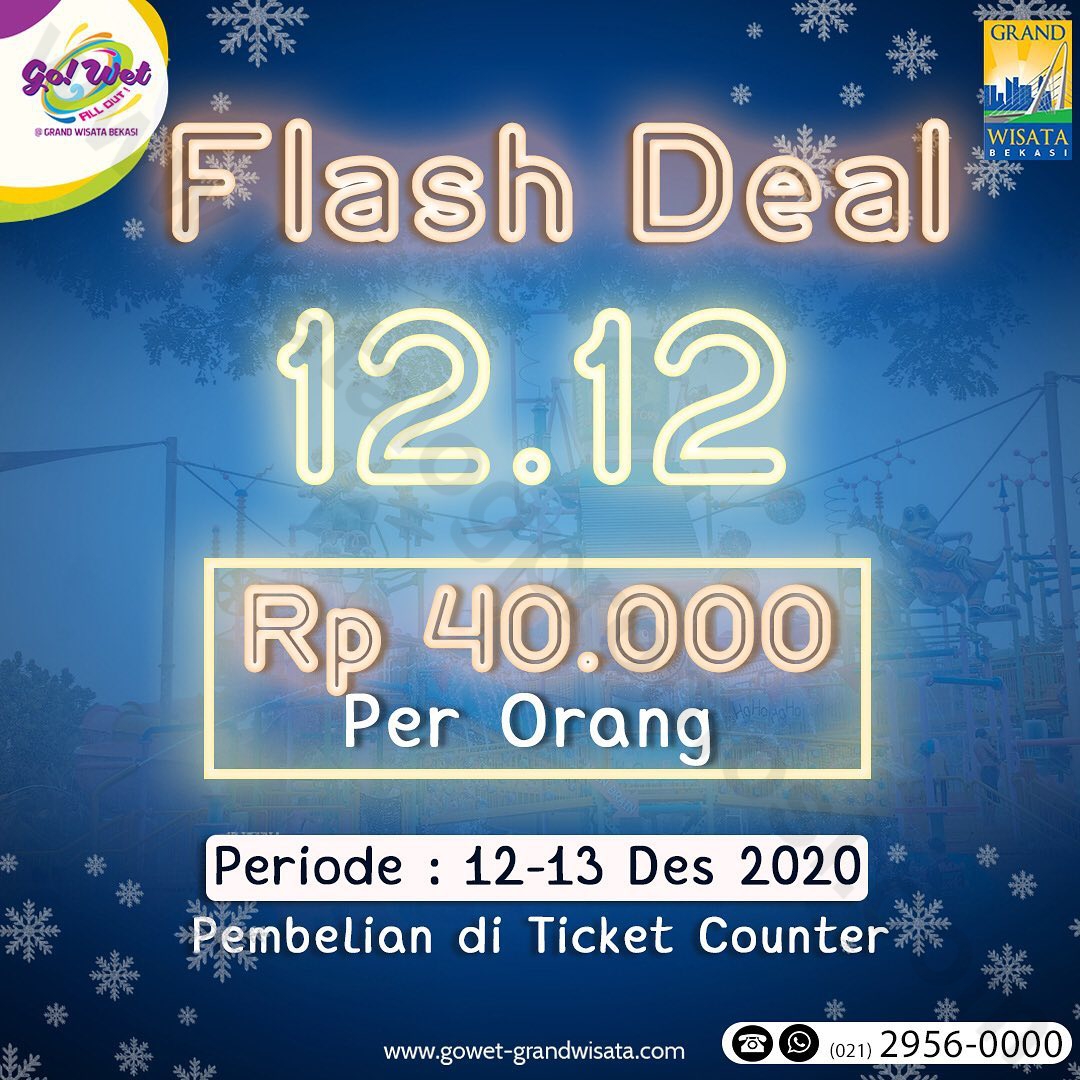 Go! Wet
ALL OUT!
@ GRAND WISATA BEKASI
GRAND
WISATA
BEKASI
Flash Deal
12.12
Rp 40.000
Per Orang
Periode : 12-13 Des 2020
Pembelian di Ticket Counter
www.gowet-grandwisata.com
(021) 2956-0000